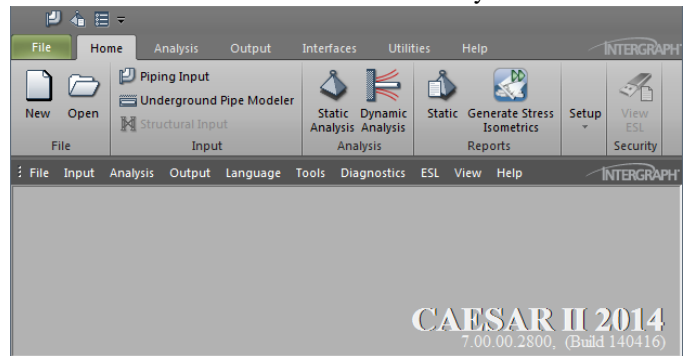 File Home Analysis Output Interfaces Utilities Help INTERGRAPH
New Open
Piping Input
Underground Pipe Modeler
Structural Input
Static Analysis
Dynamic Analysis
Static
Generate Stress Isometrics
Setup
View ESL
File Input Analysis Reports Security
File Input Analysis Output Language Tools Diagnostics ESL View Help INTERGRAPH
CAESAR II 2014
7.00.00.2800, (Build 140416)